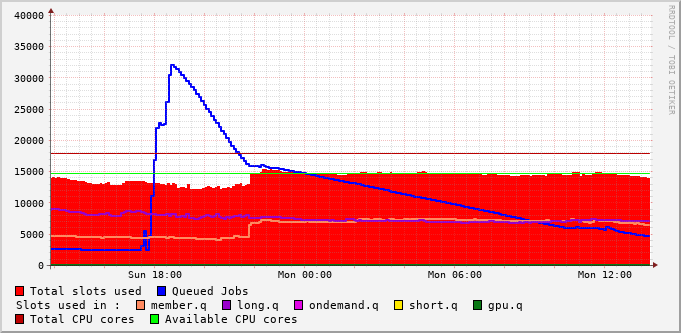 40000
35000
30000
25000
20000
15000
10000
5000
0
Sun 18:00 Mon 00:00 Mon 06:00 Mon 12:00
Total slots used Queued Jobs
Slots used in : member.q long.q ondemand.q short.q gpu.q
Total CPU cores Available CPU cores
RRDTOOL / TOBI OETIKER